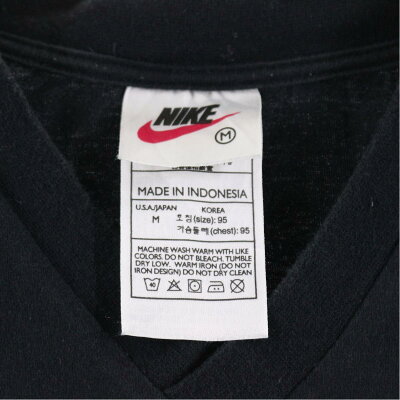 NIKE
M
MADE IN INDONESIA
U.S.A./JAPAN KOREA
M 호칭(size): 95
가슴둘레(chest): 95
MACHINE WASH WARM WITH LIKE
COLORS. DO NOT BLEACH. TUMBLE
DRY LOW. WARM IRON (DO NOT
IRON DESIGN) DO NOT DRY CLEAN
40